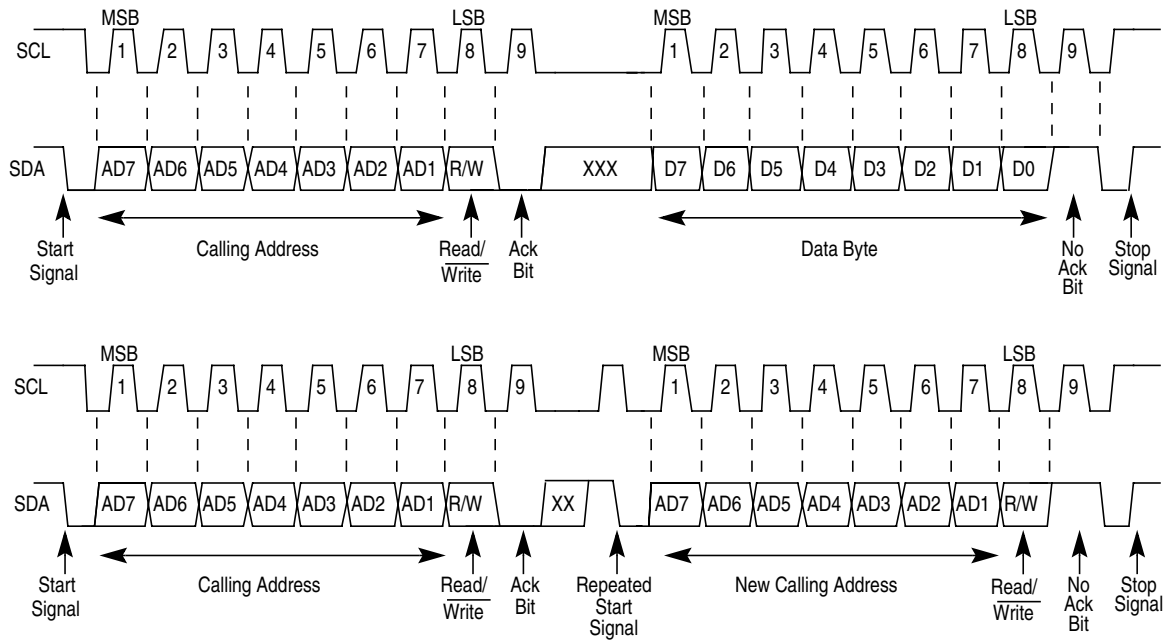 MSB LSB MSB LSB
SCL 1 2 3 4 5 6 7 8 9 1 2 3 4 5 6 7 8 9
SDA AD7 AD6 AD5 AD4 AD3 AD2 AD1 R/W XXX D7 D6 D5 D4 D3 D2 D1 D0
Start Signal Calling Address Read/ Write Ack Bit Data Byte No Ack Bit Stop Signal
MSB LSB MSB LSB
SCL 1 2 3 4 5 6 7 8 9 1 2 3 4 5 6 7 8 9
SDA AD7 AD6 AD5 AD4 AD3 AD2 AD1 R/W XX AD7 AD6 AD5 AD4 AD3 AD2 AD1 R/W
Start Signal Calling Address Read/ Write Ack Bit Repeated Start Signal New Calling Address Read/ Write No Ack Bit Stop Signal